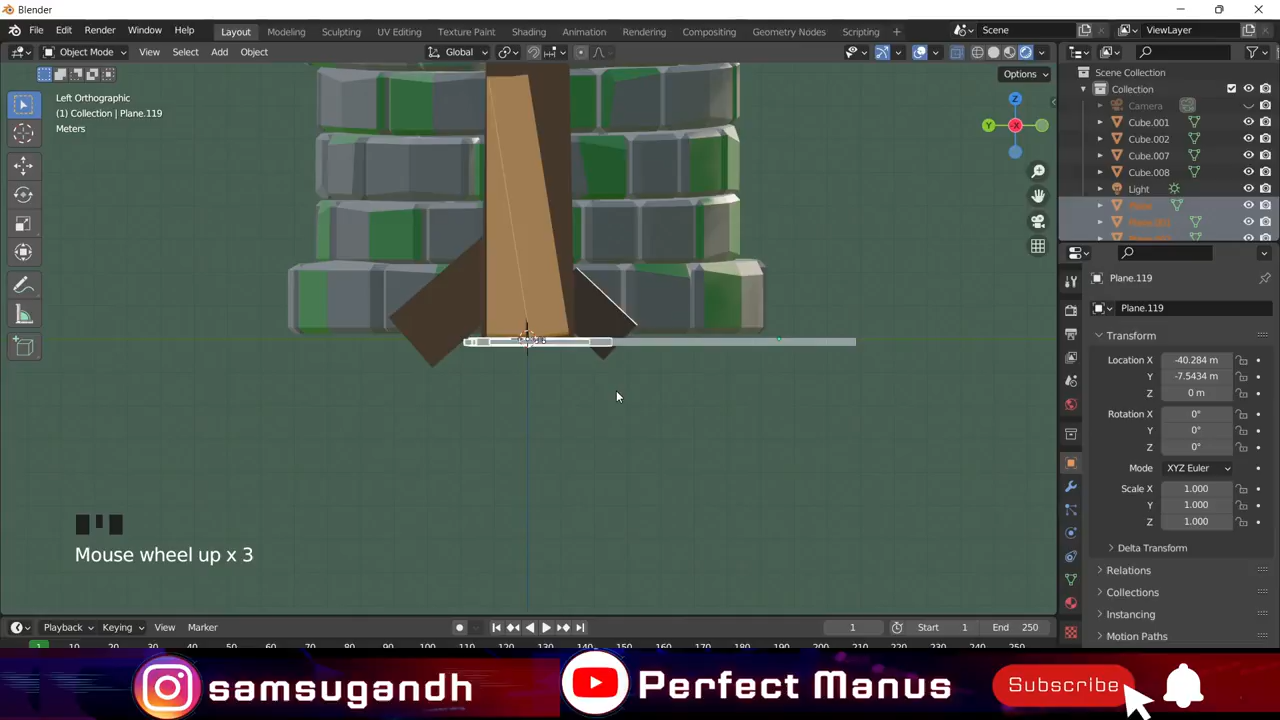 Blender
File Edit Render Window Help
Layout Modeling Sculpting UV Editing Texture Paint Shading Animation Rendering Compositing Geometry Nodes Scripting +
Scene
ViewLayer
Object Mode View Select Add Object
Global
Options
Left Orthographic
(1) Collection | Plane.119
Meters
Mouse wheel up x 3
Z
Y
X
Scene Collection
Collection
Camera
Cube.001
Cube.002
Cube.007
Cube.008
Light
Plane.119
Plane.119
Transform
Location X -40.284 m
Y -7.5434 m
Z 0 m
Rotation X 0°
Y 0°
Z 0°
Mode XYZ Euler
Scale X 1.000
Y 1.000
Z 1.000
Delta Transform
Relations
Collections
Instancing
Motion Paths
Playback Keying View Marker
1 Start 1 End 250
samsugandh
Perfect Manus
Subscribe